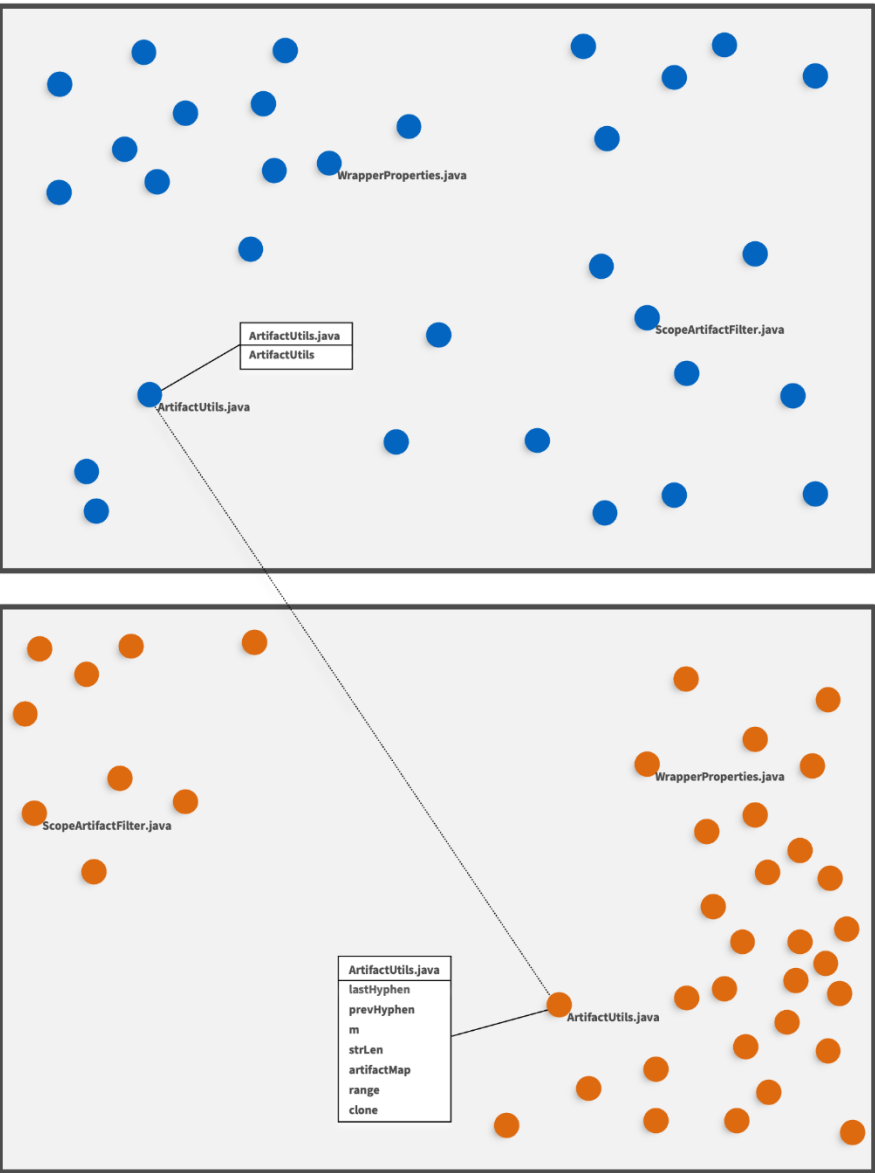 WrapperProperties.java
ScopeArtifactFilter.java
ArtifactUtils.java
ArtifactUtils
ArtifactUtils.java
WrapperProperties.java
ScopeArtifactFilter.java
ArtifactUtils.java
lastHyphen
prevHyphen
m
strLen
artifactMap
range
clone
ArtifactUtils.java